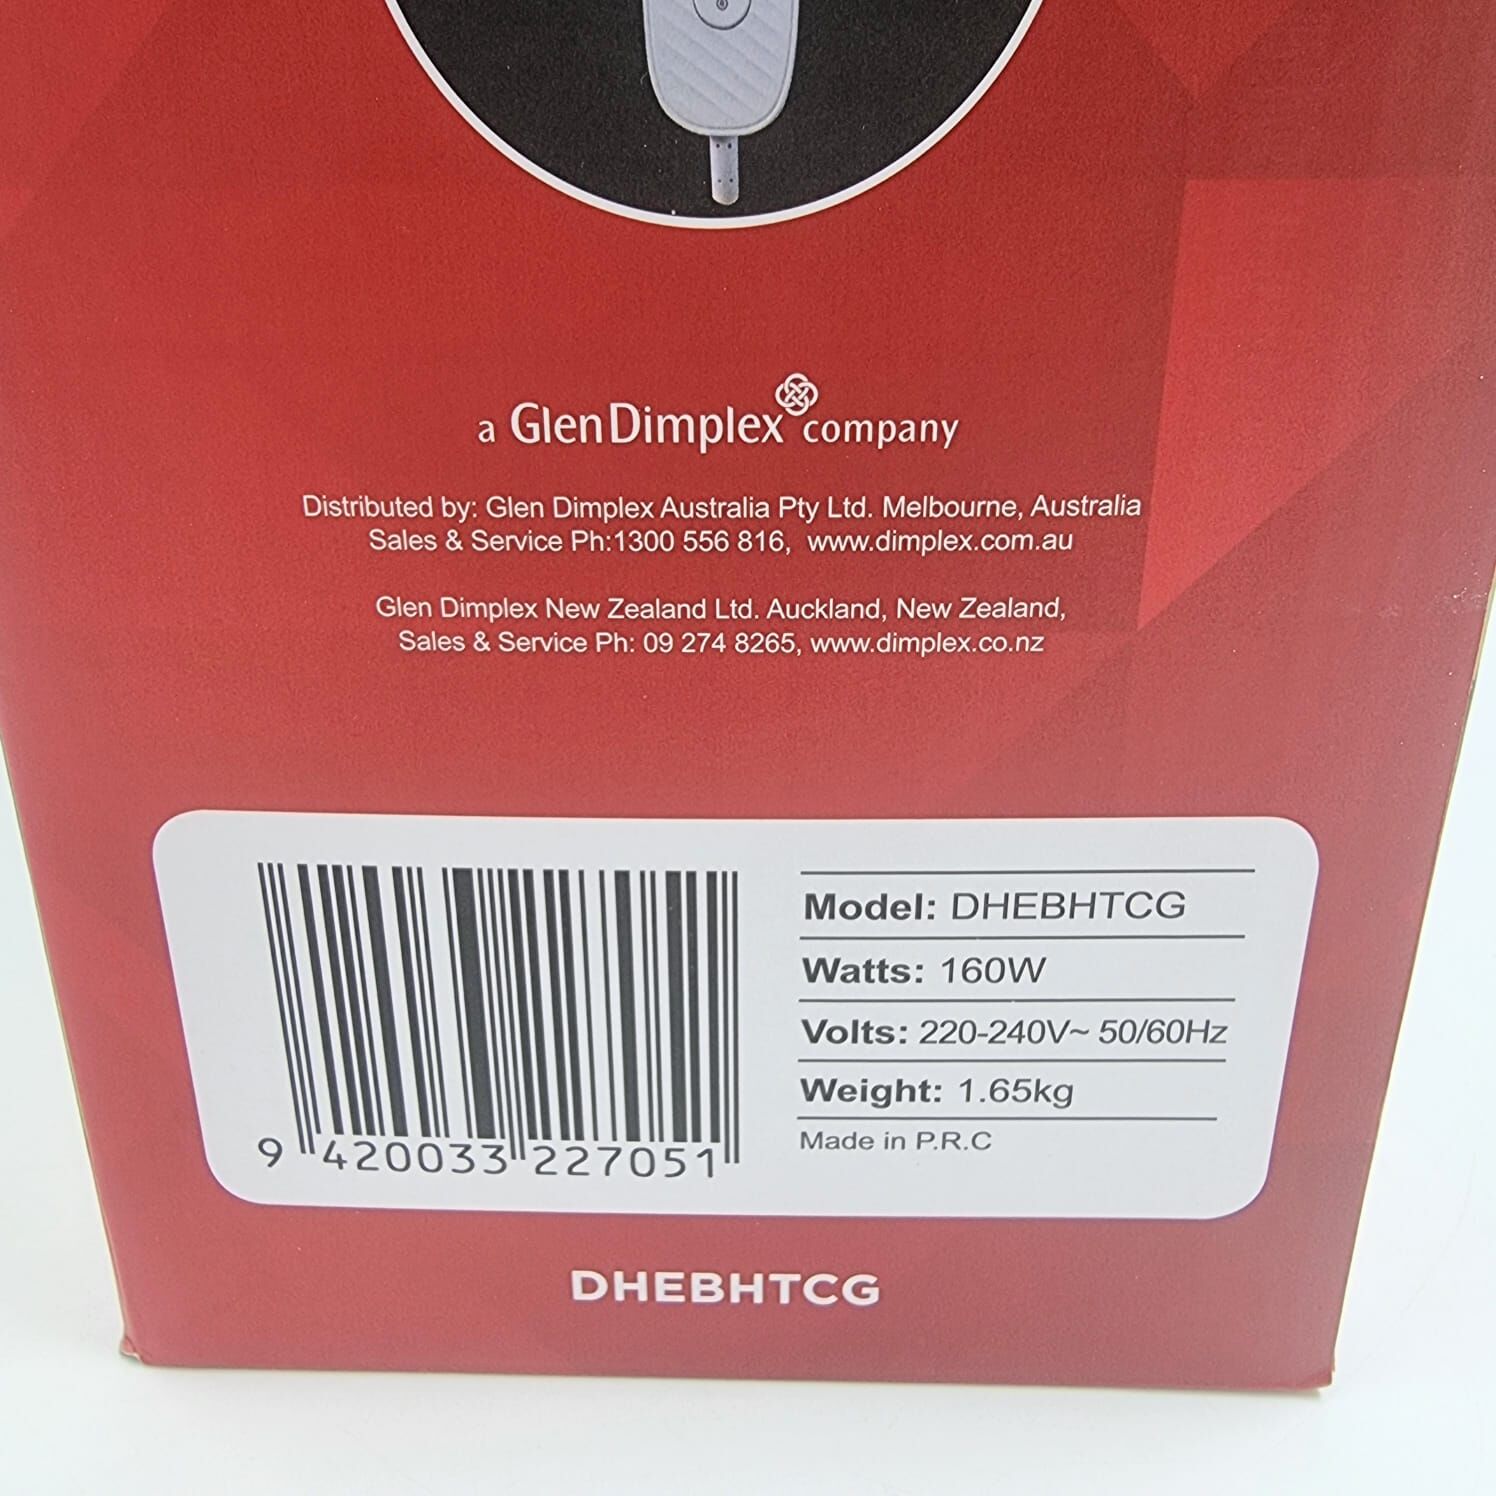 a GlenDimplex company
Distributed by: Glen Dimplex Australia Pty Ltd. Melbourne, Australia
Sales & Service Ph:1300 556 816, www.dimplex.com.au
Glen Dimplex New Zealand Ltd. Auckland, New Zealand,
Sales & Service Ph: 09 274 8265, www.dimplex.co.nz
Model: DHEBHTCG
Watts: 160W
Volts: 220-240V~ 50/60Hz
Weight: 1.65kg
Made in P.R.C
9 420033 227051
DHEBHTCG